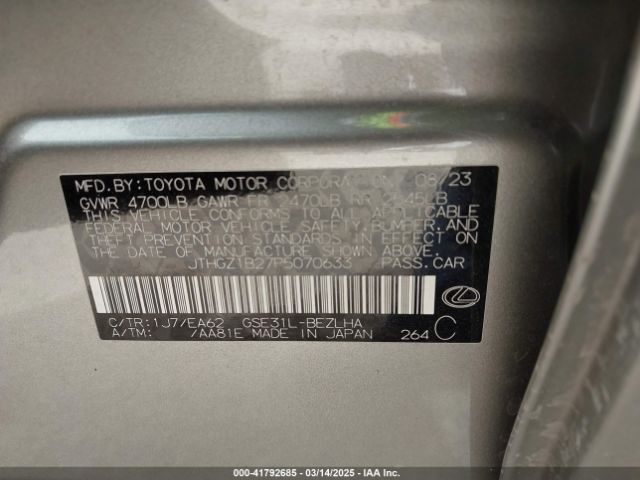 MFD. BY: TOYOTA MOTOR CORPORATION 08/23
GVWR 4700LB GAWR FR 2470LB RR
THIS VEHICLE CONFORMS TO ALL APPLICABLE
FEDERAL MOTOR VEHICLE SAFETY, BUMPER, AND
THEFT PREVENTION STANDARDS IN EFFECT ON
THE DATE OF MANUFACTURE SHOWN ABOVE.
JTHGZ1B27P5070633 PASS.CAR
C/TR:1J7/EA62 GSE31L-BEZLHA
A/TM: /AA81E MADE IN JAPAN 264 C
000-41792685 - 03/14/2025 - IAA Inc.